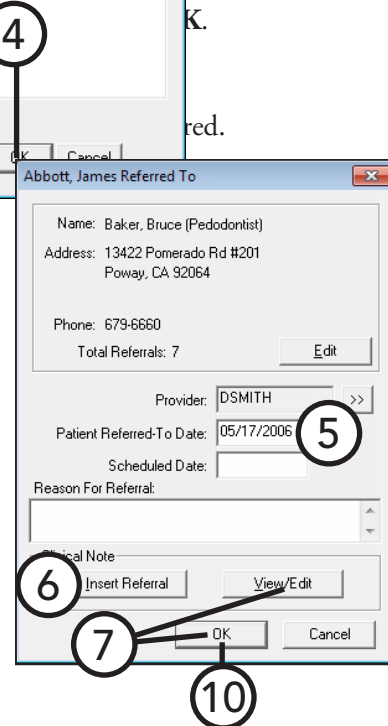 4
K.
red.
OK Cancel
Abbott, James Referred To
Name: Baker, Bruce (Pedodontist)
Address: 13422 Pomerado Rd #201
Poway, CA 92064
Phone: 679-6660
Total Referrals: 7 Edit
Provider: DSMITH >>
Patient Referred-To Date: 05/17/2006 5
Scheduled Date:
Reason For Referral:
Clinical Note
6 Insert Referral View/Edit
7 OK Cancel
10